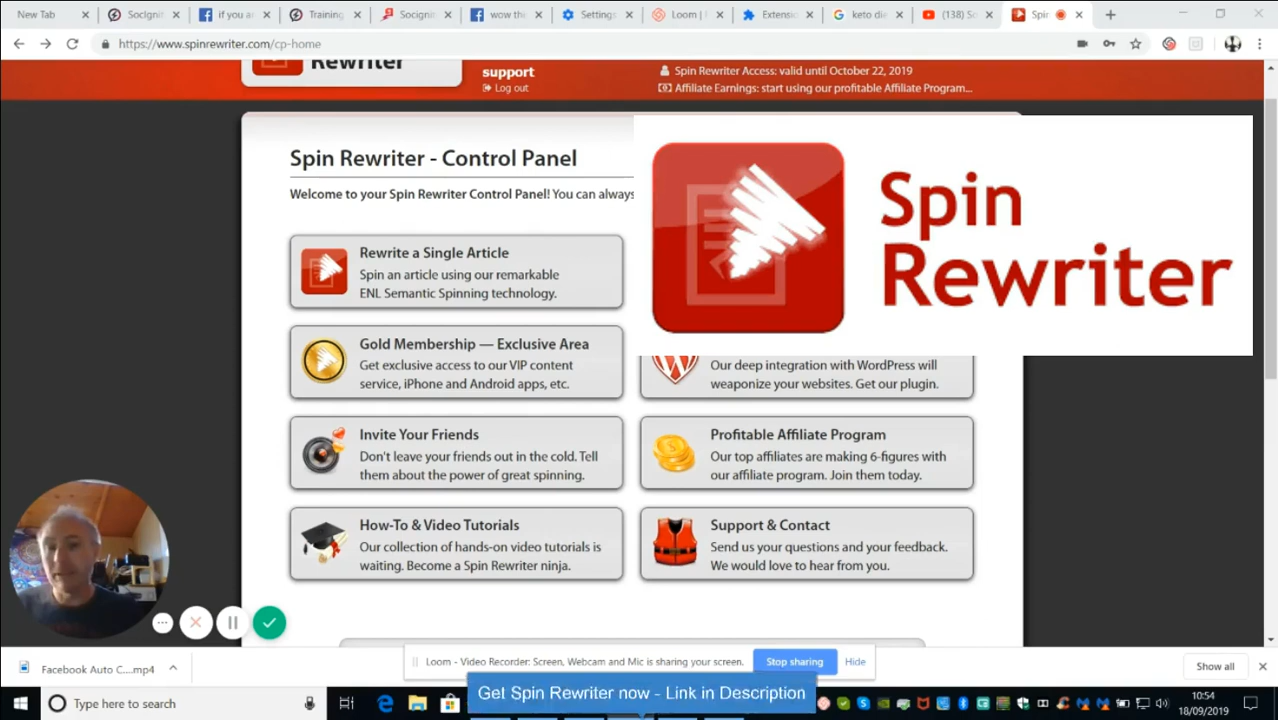 New Tab
SocIgnit
if you ar
Training
Socignit
wow the
Settings
Loom |
Extensio
keto die
(138) So
Spir
https://www.spinrewriter.com/cp-home
Rewriter
support
Log out
Spin Rewriter Access: valid until October 22, 2019
Affiliate Earnings: start using our profitable Affiliate Program...
Spin Rewriter - Control Panel
Welcome to your Spin Rewriter Control Panel! You can always
Spin
Rewriter
Rewrite a Single Article
Spin an article using our remarkable
ENL Semantic Spinning technology.
Gold Membership — Exclusive Area
Get exclusive access to our VIP content
service, iPhone and Android apps, etc.
Our deep integration with WordPress will
weaponize your websites. Get our plugin.
Invite Your Friends
Don't leave your friends out in the cold. Tell
them about the power of great spinning.
Profitable Affiliate Program
Our top affiliates are making 6-figures with
our affiliate program. Join them today.
How-To & Video Tutorials
Our collection of hands-on video tutorials is
waiting. Become a Spin Rewriter ninja.
Support & Contact
Send us your questions and your feedback.
We would love to hear from you.
Facebook Auto C....mp4
Loom - Video Recorder: Screen, Webcam and Mic is sharing your screen.
Stop sharing
Hide
Show all
Get Spin Rewriter now - Link in Description
Type here to search
10:54
18/09/2019